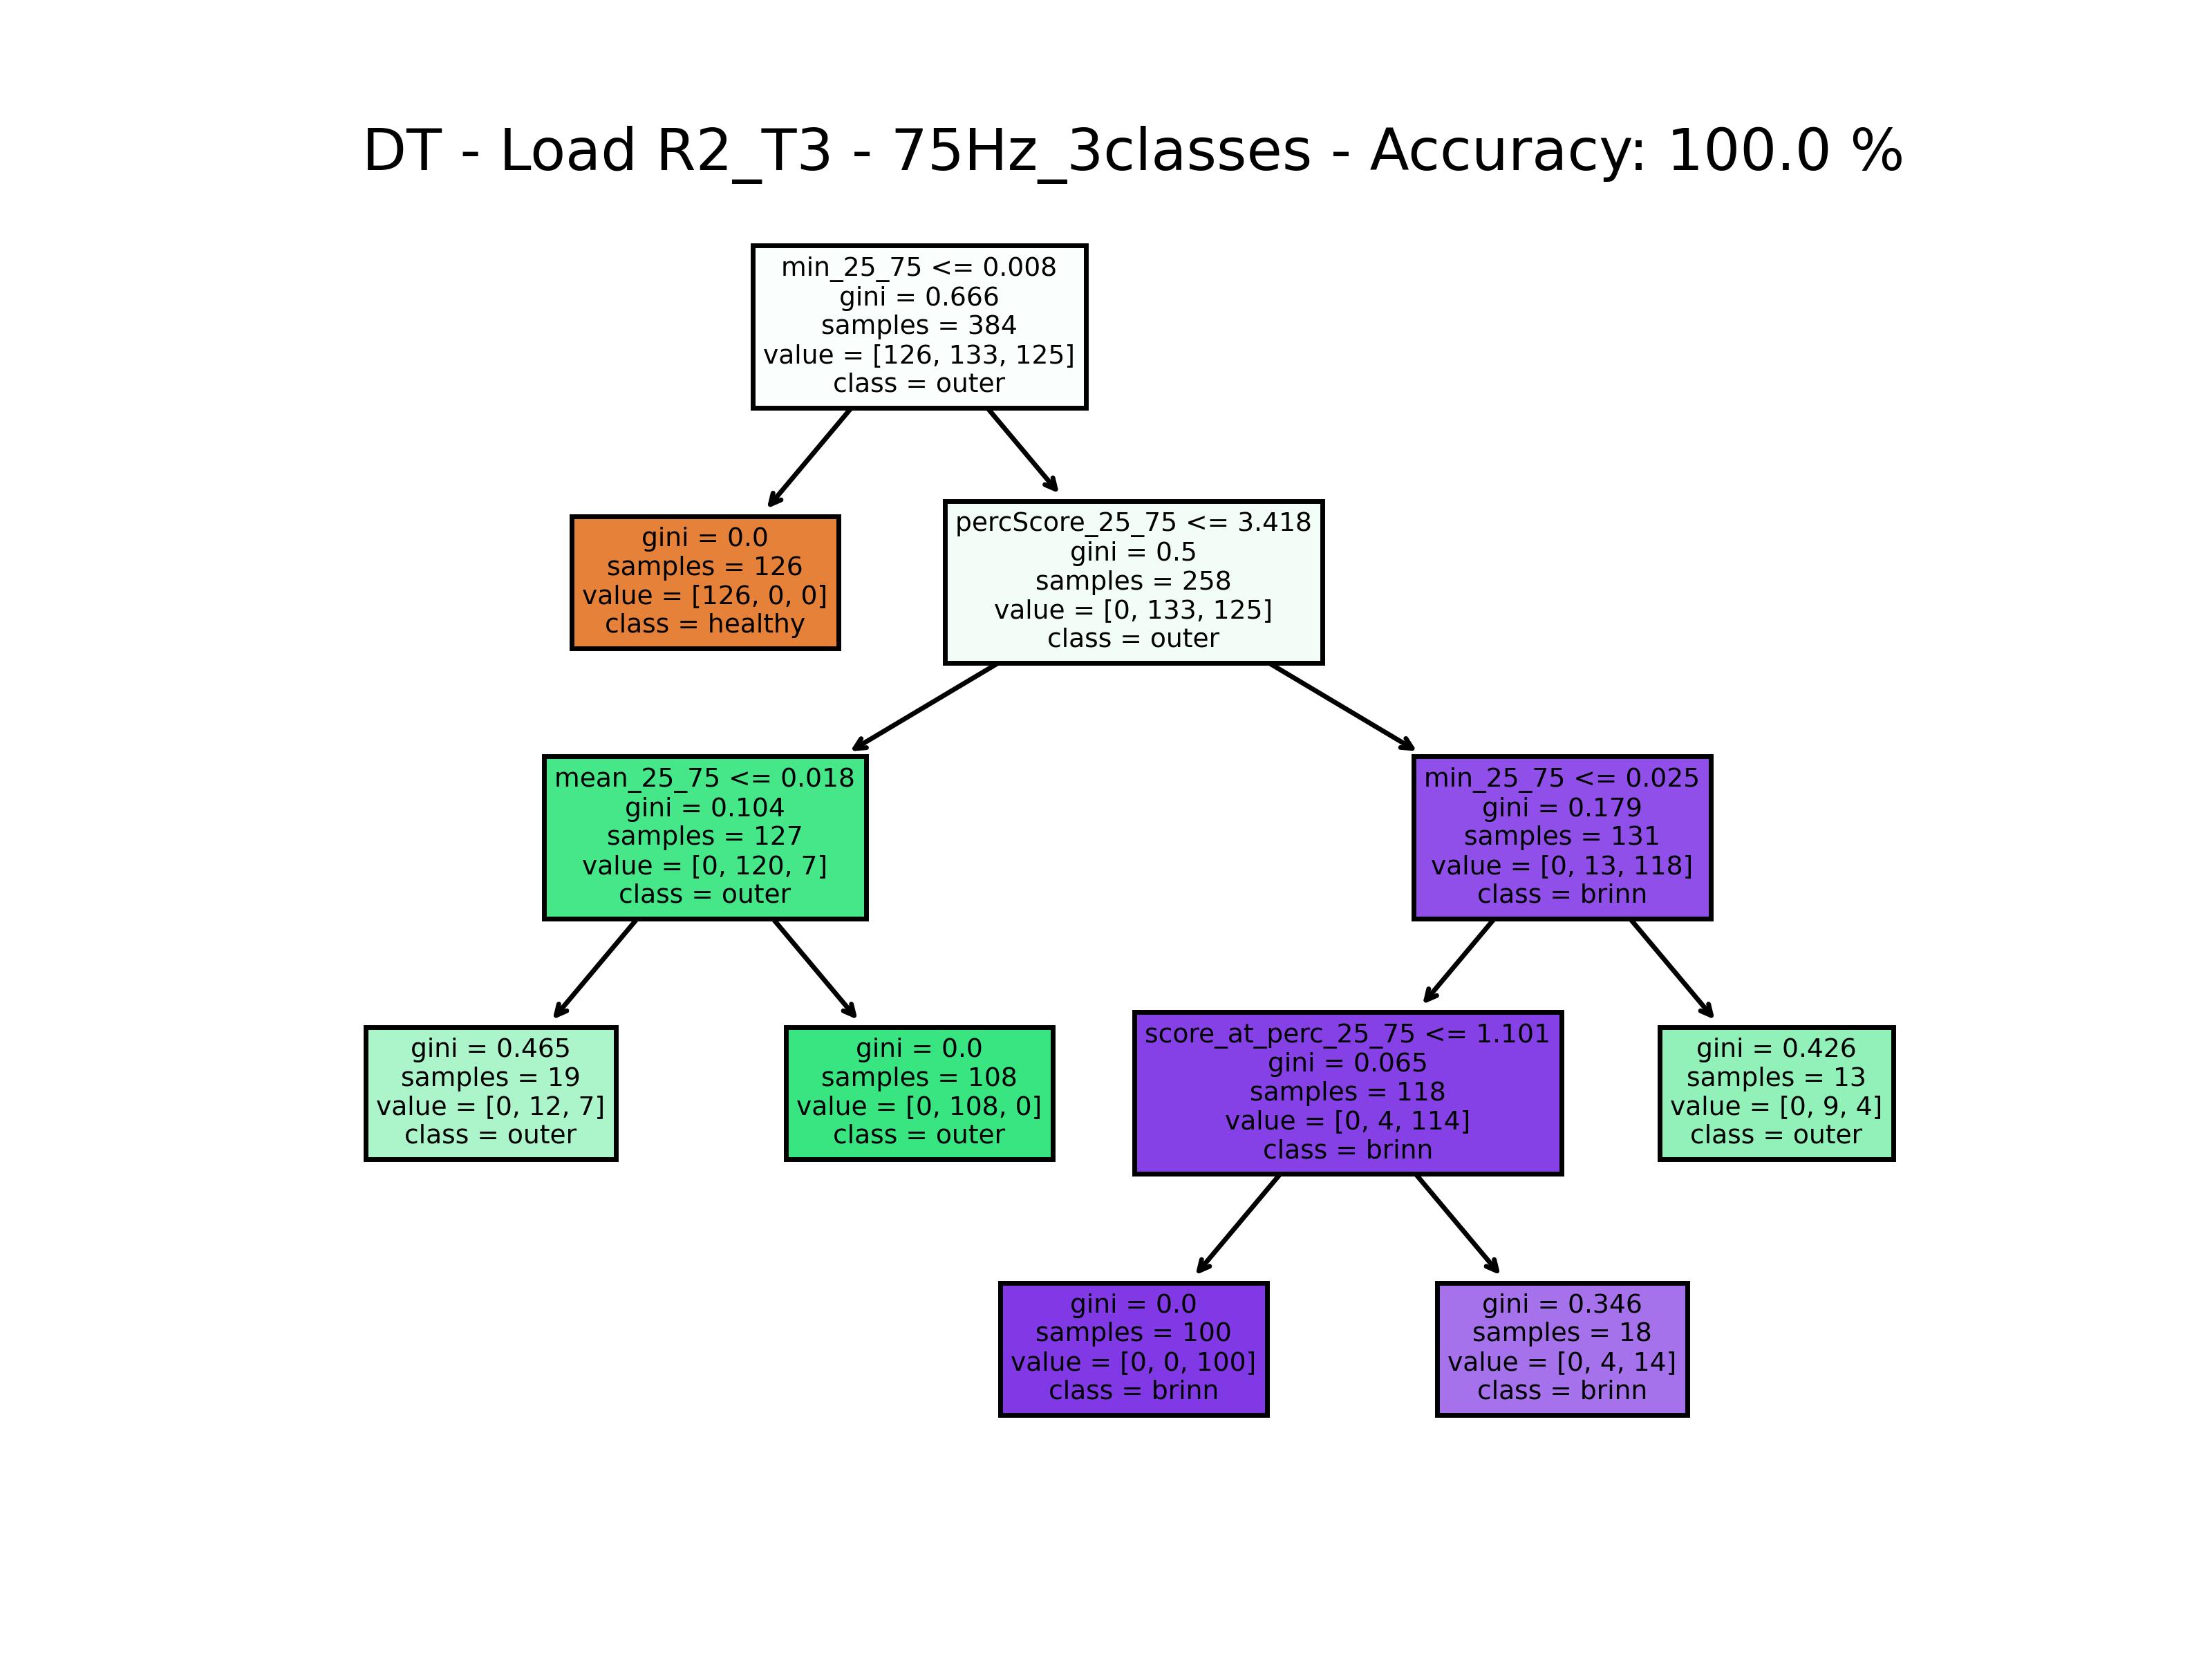 DT - Load R2_T3 - 75Hz_3classes - Accuracy: 100.0 %
min_25_75 <= 0.008
gini = 0.666
samples = 384
value = [126, 133, 125]
class = outer
gini = 0.0
samples = 126
value = [126, 0, 0]
class = healthy
percScore_25_75 <= 3.418
gini = 0.5
samples = 258
value = [0, 133, 125]
class = outer
mean_25_75 <= 0.018
gini = 0.104
samples = 127
value = [0, 120, 7]
class = outer
min_25_75 <= 0.025
gini = 0.179
samples = 131
value = [0, 13, 118]
class = brinn
gini = 0.465
samples = 19
value = [0, 12, 7]
class = outer
gini = 0.0
samples = 108
value = [0, 108, 0]
class = outer
score_at_perc_25_75 <= 1.101
gini = 0.065
samples = 118
value = [0, 4, 114]
class = brinn
gini = 0.426
samples = 13
value = [0, 9, 4]
class = outer
gini = 0.0
samples = 100
value = [0, 0, 100]
class = brinn
gini = 0.346
samples = 18
value = [0, 4, 14]
class = brinn